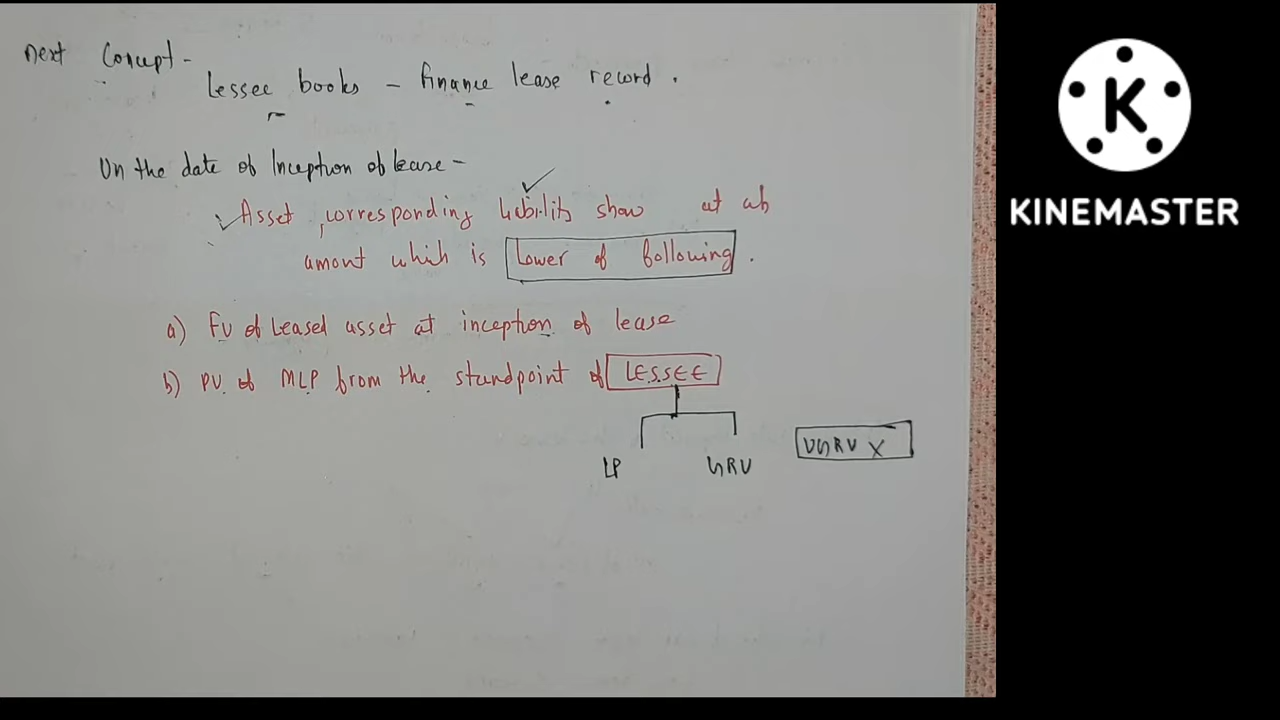 next Concept -
Lessee books - finance lease record.
On the date of Inception of lease -
Asset, corresponding liability show at an
amont which is lower of following.
a) FV of Leased asset at inception of lease
b) PV of MLP from the standpoint of LESSEE
LP GRV UGRV X
KINEMASTER